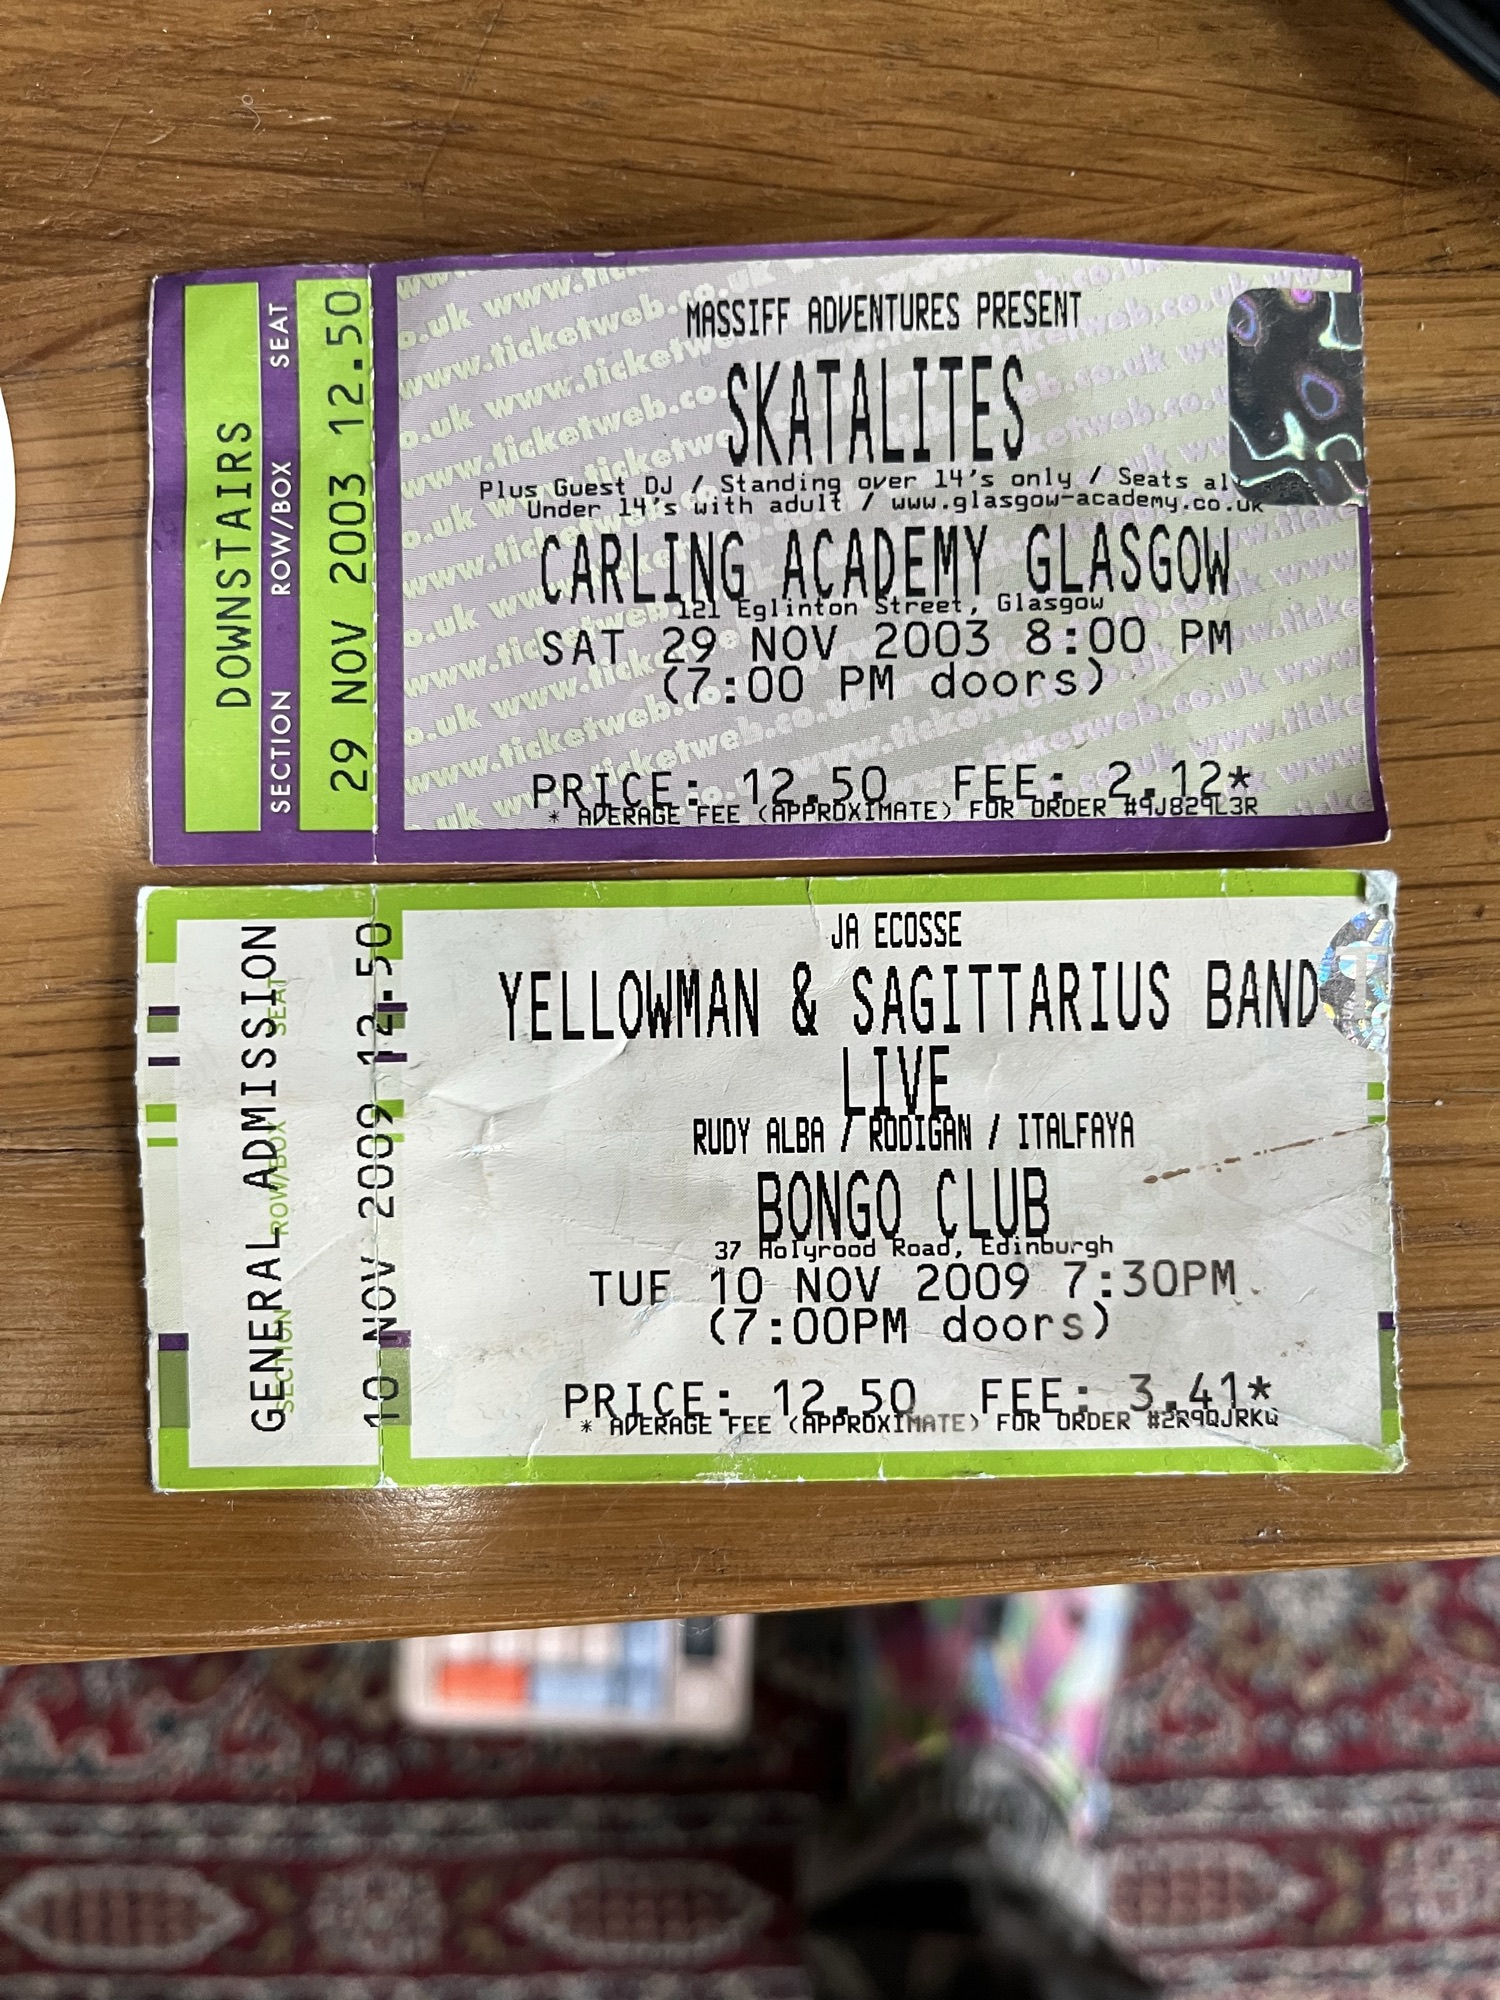 DOWNSTAIRS
SECTION ROW/BOX SEAT
29 NOV 2003 12.50
MASSIFF ADVENTURES PRESENT
SKATALITES
Plus Guest DJ / Standing over 14's only / Seats
Under 14's with adult / www.glasgow-academy.co.uk
CARLING ACADEMY GLASGOW
121 Eglinton Street, Glasgow
SAT 29 NOV 2003 8:00 PM
(7:00 PM doors)
PRICE: 12.50 FEE: 2.12*
* AVERAGE FEE (APPROXIMATE) FOR ORDER #9J829L3R
www.ticketweb.co.uk
GENERAL ADMISSION
SECTION ROW/BOX SEAT
10 NOV 2009 12.50
JA ECOSSE
YELLOWMAN & SAGITTARIUS BAND
LIVE
RUDY ALBA / RODIGAN / ITALFAYA
BONGO CLUB
37 Holyrood Road, Edinburgh
TUE 10 NOV 2009 7:30PM
(7:00PM doors)
PRICE: 12.50 FEE: 3.41*
* AVERAGE FEE (APPROXIMATE) FOR ORDER #2R9QJRKQ